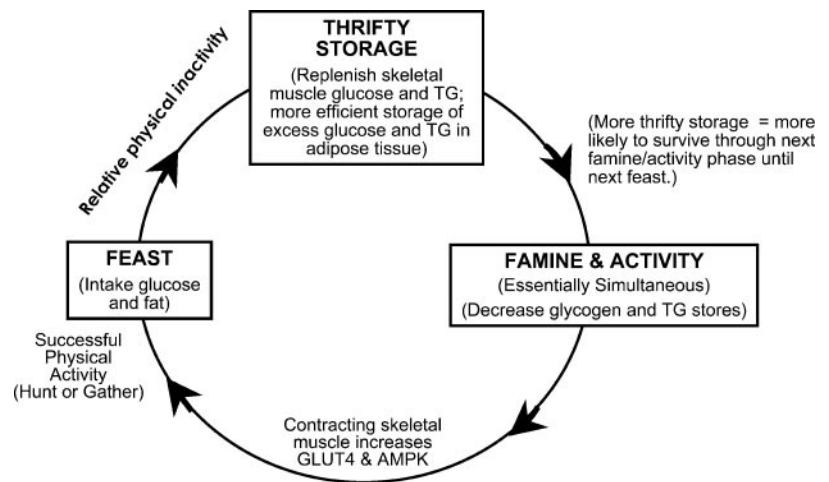 THRIFTY
STORAGE
(Replenish skeletal
muscle glucose and TG;
more efficient storage of
excess glucose and TG in
adipose tissue)
Relative physical inactivity
(More thrifty storage = more
likely to survive through next
famine/activity phase until
next feast.)
FEAST
(Intake glucose
and fat)
FAMINE & ACTIVITY
(Essentially Simultaneous)
(Decrease glycogen and TG stores)
Successful
Physical
Activity
(Hunt or Gather)
Contracting skeletal
muscle increases
GLUT4 & AMPK